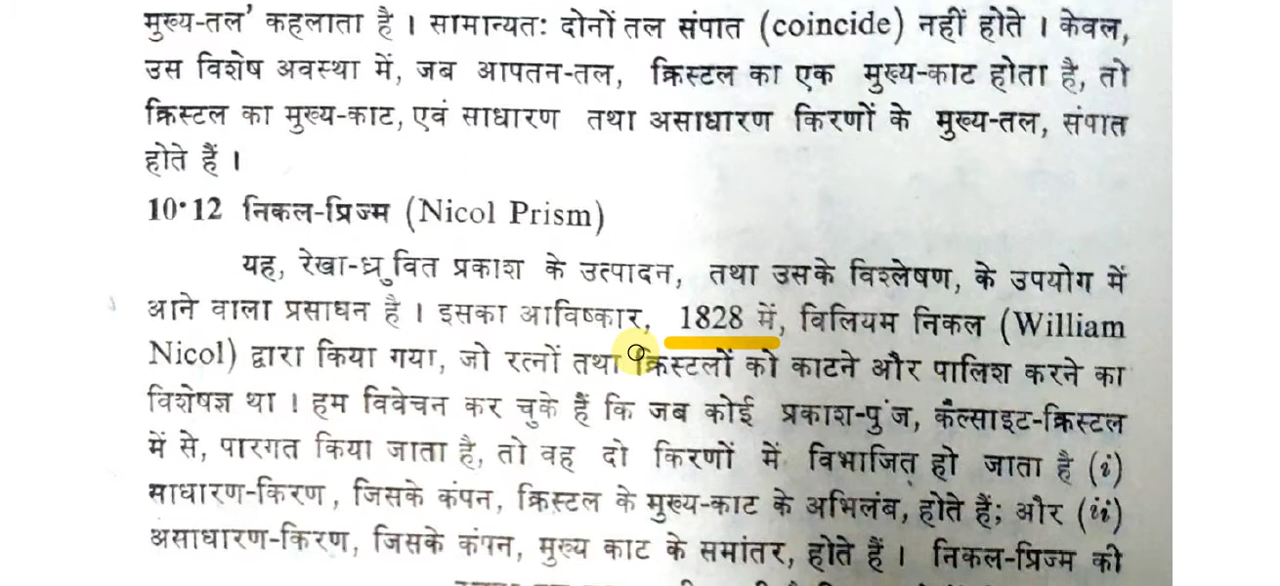 मुख्य-तल' कहलाता है । सामान्यतः दोनों तल संपात (coincide) नहीं होते । केवल,
उस विशेष अवस्था में, जब आपतन-तल, क्रिस्टल का एक मुख्य-काट होता है, तो
क्रिस्टल का मुख्य-काट, एवं साधारण तथा असाधारण किरणों के मुख्य-तल, संपात
होते हैं ।
10·12 निकल-प्रिज्म (Nicol Prism)
यह, रेखा-ध्रुवित प्रकाश के उत्पादन, तथा उसके विश्लेषण, के उपयोग में
आने वाला प्रसाधन है । इसका आविष्कार, 1828 में, विलियम निकल (William
Nicol) द्वारा किया गया, जो रत्नों तथा क्रिस्टलों को काटने और पालिश करने का
विशेषज्ञ था । हम विवेचन कर चुके हैं कि जब कोई प्रकाश-पुंज, कैल्साइट-क्रिस्टल
में से, पारगत किया जाता है, तो वह दो किरणों में विभाजित हो जाता है (i)
साधारण-किरण, जिसके कंपन, क्रिस्टल के मुख्य-काट के अभिलंब, होते हैं; और (ii)
असाधारण-किरण, जिसके कंपन, मुख्य काट के समांतर, होते हैं । निकल-प्रिज्म की